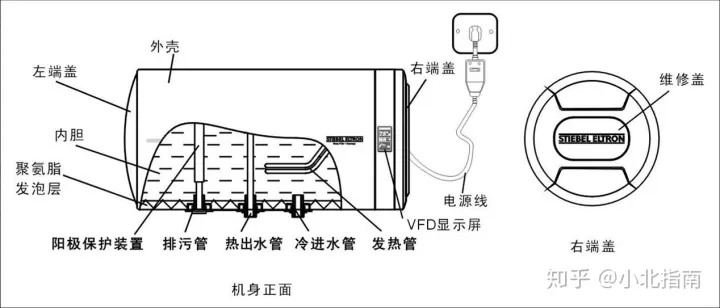 外壳
左端盖
右端盖
维修盖
STIEBEL ELTRON
STIEBEL ELTRON
内胆
聚氨脂
发泡层
电源线
VFD显示屏
阳极保护装置
排污管
热出水管
冷进水管
发热管
右端盖
机身正面
知乎 @小北指南